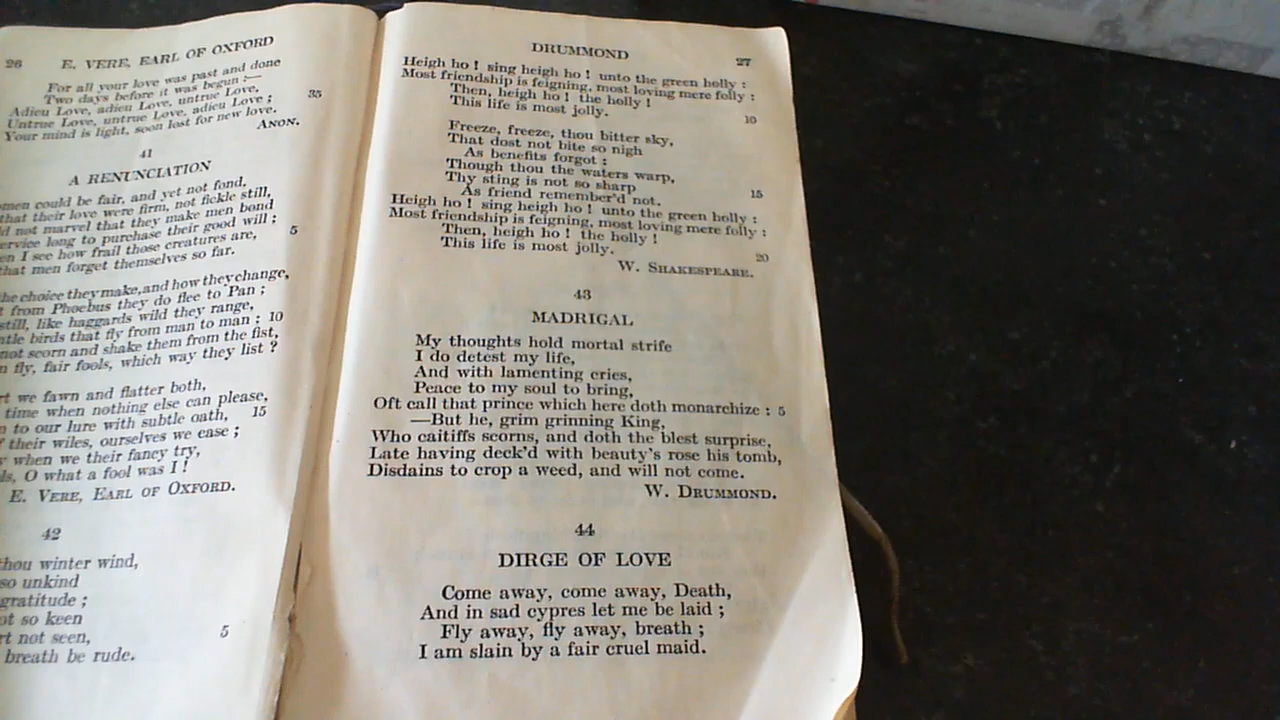 26 E. VERE, EARL OF OXFORD
For all your love was past and done
Two days before it was begun :—
Adieu Love, adieu Love, untrue Love, 35
Untrue Love, untrue Love, adieu Love ;
Your mind is light, soon lost for new love.
ANON.
41
A RENUNCIATION
could be fair, and yet not fond,
that their love were firm, not fickle still,
not marvel that they make men bond
long to purchase their good will ;
I see how frail those creatures are, 5
that men forget themselves so far.
the choice they make, and how they change,
from Phoebus they do flee to Pan ;
still, like haggards wild they range,
birds that fly from man to man ; 10
not scorn and shake them from the fist,
fly, fair fools, which way they list ?
we fawn and flatter both,
time when nothing else can please,
to our lure with subtle oath, 15
their wiles, ourselves we ease ;
when we their fancy try,
O what a fool was I !
E. VERE, EARL OF OXFORD.
42
thou winter wind,
so unkind
gratitude ;
so keen
not seen, 5
breath be rude.
DRUMMOND 27
Heigh ho ! sing heigh ho ! unto the green holly :
Most friendship is feigning, most loving mere folly :
Then, heigh ho ! the holly !
This life is most jolly. 10
Freeze, freeze, thou bitter sky,
That dost not bite so nigh
As benefits forgot :
Though thou the waters warp,
Thy sting is not so sharp 15
As friend remember'd not.
Heigh ho ! sing heigh ho ! unto the green holly :
Most friendship is feigning, most loving mere folly :
Then, heigh ho ! the holly !
This life is most jolly. 20
W. SHAKESPEARE.
43
MADRIGAL
My thoughts hold mortal strife
I do detest my life,
And with lamenting cries,
Peace to my soul to bring,
Oft call that prince which here doth monarchize : 5
—But he, grim grinning King,
Who caitiffs scorns, and doth the blest surprise,
Late having deck'd with beauty's rose his tomb,
Disdains to crop a weed, and will not come.
W. DRUMMOND.
44
DIRGE OF LOVE
Come away, come away, Death,
And in sad cypres let me be laid ;
Fly away, fly away, breath ;
I am slain by a fair cruel maid.